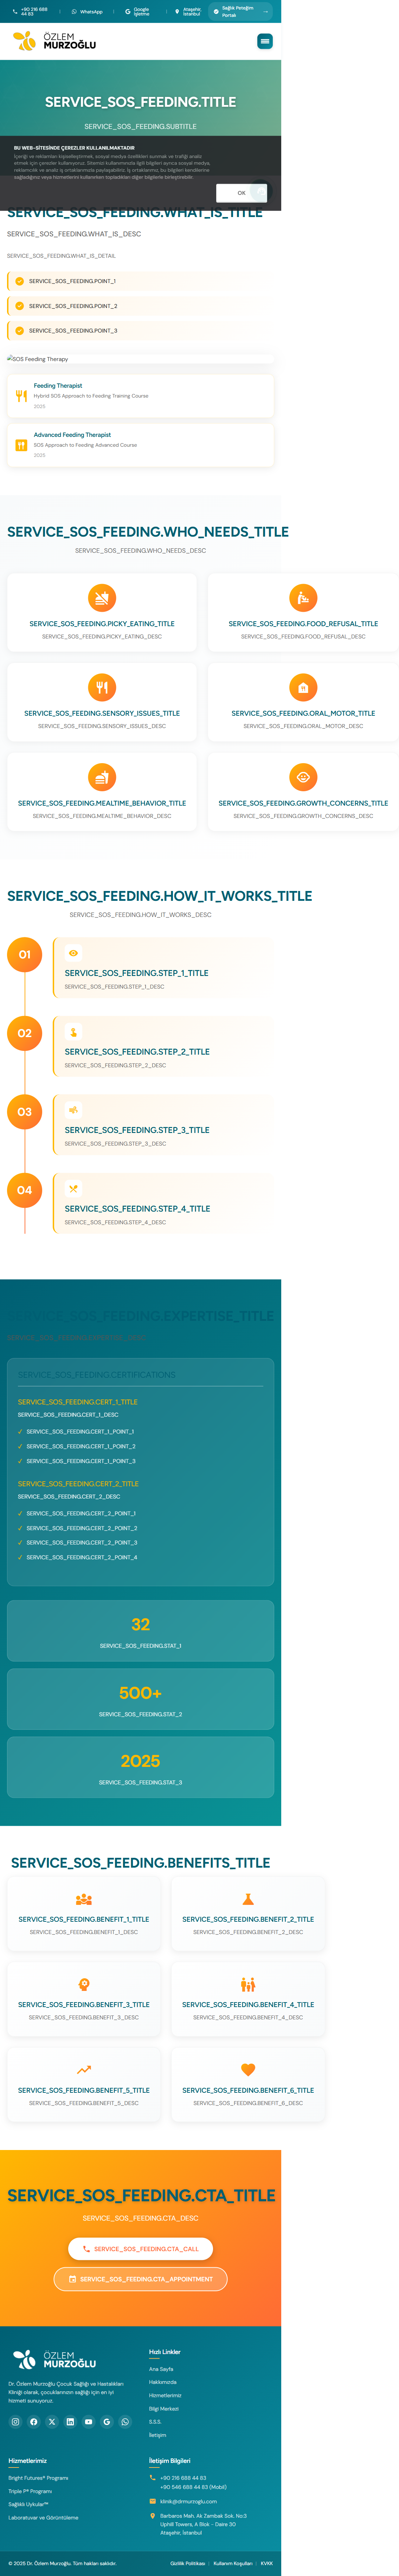 +90 216 688
44 83
WhatsApp
Google
İşletme
Ataşehir,
İstanbul
Sağlık Pereğim
Portalı
ÖZLEM
MURZOĞLU
SERVICE_SOS_FEEDING.TITLE
SERVICE_SOS_FEEDING.SUBTITLE
BU WEB-SİTESİNDE ÇEREZLER KULLANILMAKTADIR
İçeriği ve reklamları kişiselleştirmek, sosyal medya özellikleri sunmak ve trafiği analiz
etmek için çerezler kullanıyoruz. Sitemizi kullanımınızla ilgili bilgileri ayrıca sosyal medya,
reklamcılık ve analiz iş ortaklarımızla paylaşabiliriz. İş ortaklarımız, bu bilgileri kendilerine
sağladığınız veya hizmetlerini kullanırken topladıkları diğer bilgilerle birleştirebilir.
OK
SERVICE_SOS_FEEDING.WHAT_IS_TITLE
SERVICE_SOS_FEEDING.WHAT_IS_DESC
SERVICE_SOS_FEEDING.WHAT_IS_DETAIL
SERVICE_SOS_FEEDING.POINT_1
SERVICE_SOS_FEEDING.POINT_2
SERVICE_SOS_FEEDING.POINT_3
SOS Feeding Therapy
Feeding Therapist
Hybrid SOS Approach to Feeding Training Course
2025
Advanced Feeding Therapist
SOS Approach to Feeding Advanced Course
2025
SERVICE_SOS_FEEDING.WHO_NEEDS_TITLE
SERVICE_SOS_FEEDING.WHO_NEEDS_DESC
SERVICE_SOS_FEEDING.PICKY_EATING_TITLE
SERVICE_SOS_FEEDING.PICKY_EATING_DESC
SERVICE_SOS_FEEDING.FOOD_REFUSAL_TITLE
SERVICE_SOS_FEEDING.FOOD_REFUSAL_DESC
SERVICE_SOS_FEEDING.SENSORY_ISSUES_TITLE
SERVICE_SOS_FEEDING.SENSORY_ISSUES_DESC
SERVICE_SOS_FEEDING.ORAL_MOTOR_TITLE
SERVICE_SOS_FEEDING.ORAL_MOTOR_DESC
SERVICE_SOS_FEEDING.MEALTIME_BEHAVIOR_TITLE
SERVICE_SOS_FEEDING.MEALTIME_BEHAVIOR_DESC
SERVICE_SOS_FEEDING.GROWTH_CONCERNS_TITLE
SERVICE_SOS_FEEDING.GROWTH_CONCERNS_DESC
SERVICE_SOS_FEEDING.HOW_IT_WORKS_TITLE
SERVICE_SOS_FEEDING.HOW_IT_WORKS_DESC
01
SERVICE_SOS_FEEDING.STEP_1_TITLE
SERVICE_SOS_FEEDING.STEP_1_DESC
02
SERVICE_SOS_FEEDING.STEP_2_TITLE
SERVICE_SOS_FEEDING.STEP_2_DESC
03
SERVICE_SOS_FEEDING.STEP_3_TITLE
SERVICE_SOS_FEEDING.STEP_3_DESC
04
SERVICE_SOS_FEEDING.STEP_4_TITLE
SERVICE_SOS_FEEDING.STEP_4_DESC
SERVICE_SOS_FEEDING.EXPERTISE_TITLE
SERVICE_SOS_FEEDING.CERTIFICATIONS
SERVICE_SOS_FEEDING.CERT_1_TITLE
SERVICE_SOS_FEEDING.CERT_1_DESC
✓ SERVICE_SOS_FEEDING.CERT_1_POINT_1
✓ SERVICE_SOS_FEEDING.CERT_1_POINT_2
✓ SERVICE_SOS_FEEDING.CERT_1_POINT_3
SERVICE_SOS_FEEDING.CERT_2_TITLE
SERVICE_SOS_FEEDING.CERT_2_DESC
✓ SERVICE_SOS_FEEDING.CERT_2_POINT_1
✓ SERVICE_SOS_FEEDING.CERT_2_POINT_2
✓ SERVICE_SOS_FEEDING.CERT_2_POINT_3
✓ SERVICE_SOS_FEEDING.CERT_2_POINT_4
32
SERVICE_SOS_FEEDING.STAT_1
500+
SERVICE_SOS_FEEDING.STAT_2
2025
SERVICE_SOS_FEEDING.STAT_3
SERVICE_SOS_FEEDING.BENEFITS_TITLE
SERVICE_SOS_FEEDING.BENEFIT_1_TITLE
SERVICE_SOS_FEEDING.BENEFIT_1_DESC
SERVICE_SOS_FEEDING.BENEFIT_2_TITLE
SERVICE_SOS_FEEDING.BENEFIT_2_DESC
SERVICE_SOS_FEEDING.BENEFIT_3_TITLE
SERVICE_SOS_FEEDING.BENEFIT_3_DESC
SERVICE_SOS_FEEDING.BENEFIT_4_TITLE
SERVICE_SOS_FEEDING.BENEFIT_4_DESC
SERVICE_SOS_FEEDING.BENEFIT_5_TITLE
SERVICE_SOS_FEEDING.BENEFIT_5_DESC
SERVICE_SOS_FEEDING.BENEFIT_6_TITLE
SERVICE_SOS_FEEDING.BENEFIT_6_DESC
SERVICE_SOS_FEEDING.CTA_TITLE
SERVICE_SOS_FEEDING.CTA_DESC
SERVICE_SOS_FEEDING.CTA_CALL
SERVICE_SOS_FEEDING.CTA_APPOINTMENT
ÖZLEM
MURZOĞLU
Dr. Özlem Murzoğlu Çocuk Sağlığı ve Hastalıkları
Kliniği olarak, çocuklarınızın sağlığı için en iyi
hizmeti sunuyoruz.
Hızlı Linkler
Ana Sayfa
Hakkımızda
Hizmetlerimiz
Bilgi Merkezi
S.S.S.
İletişim
Hizmetlerimiz
Bright Futures® Programı
Triple P® Programı
Sağlıklı Uykular™
Laboratuvar ve Görüntüleme
İletişim Bilgileri
+90 216 688 44 83
+90 546 688 44 83 (Mobil)
klinik@drmurzoglu.com
Barbaros Mah. Ak Zambak Sok. No:3
Uphill Towers, A Blok - Daire 30
Ataşehir, İstanbul
© 2025 Dr. Özlem Murzoğlu. Tüm hakları saklıdır.
Gizlilik Politikası
Kullanım Koşulları
KVKK